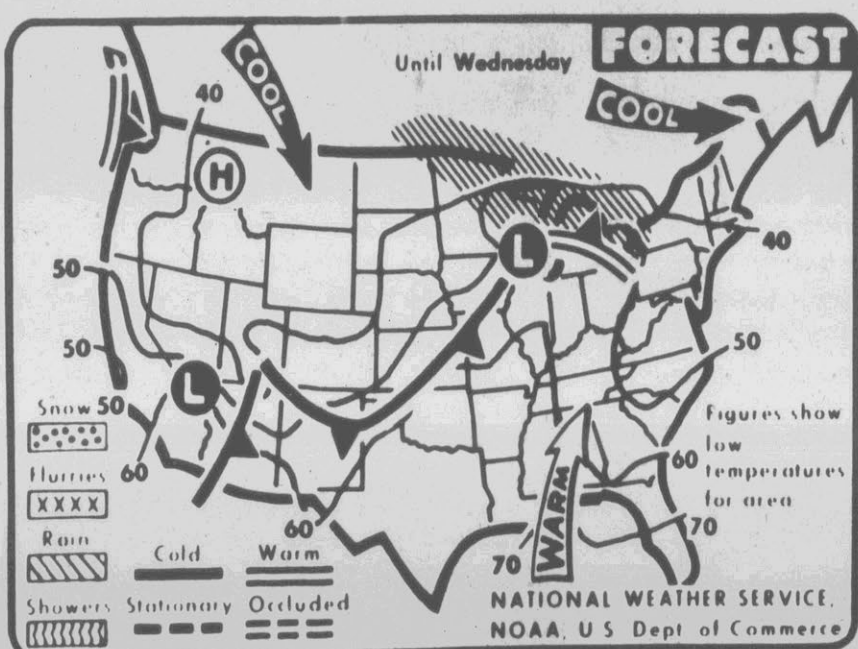 FORECAST
Until Wednesday
COOL
COOL
40
H
50
50
50
60
L
L
40
50
60
70
60
70
WARM
Figures show
low
temperatures
for area
Snow
Flurries
Rain
Showers
Cold
Warm
Stationary
Occluded
NATIONAL WEATHER SERVICE,
NOAA, U S Dept of Commerce